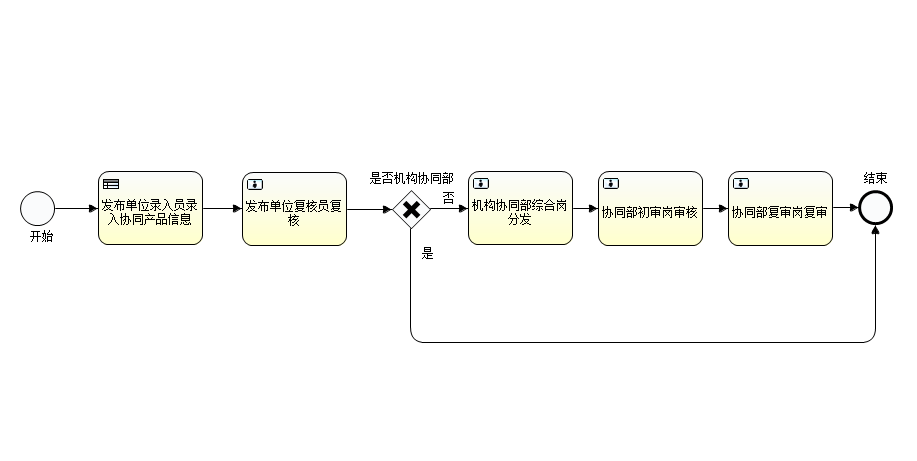 开始
发布单位录入员录
入协同产品信息
发布单位复核员复
核
是否机构协同部
否
是
机构协同部综合岗
分发
协同部初审岗审核
协同部复审岗复审
结束